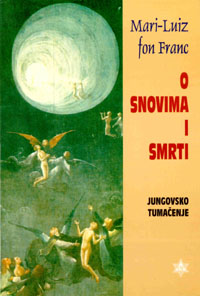 Mari-Luiz
fon Franc
O
SNOVIMA
I
SMRTI
JUNGOVSKO
TUMAČENJE